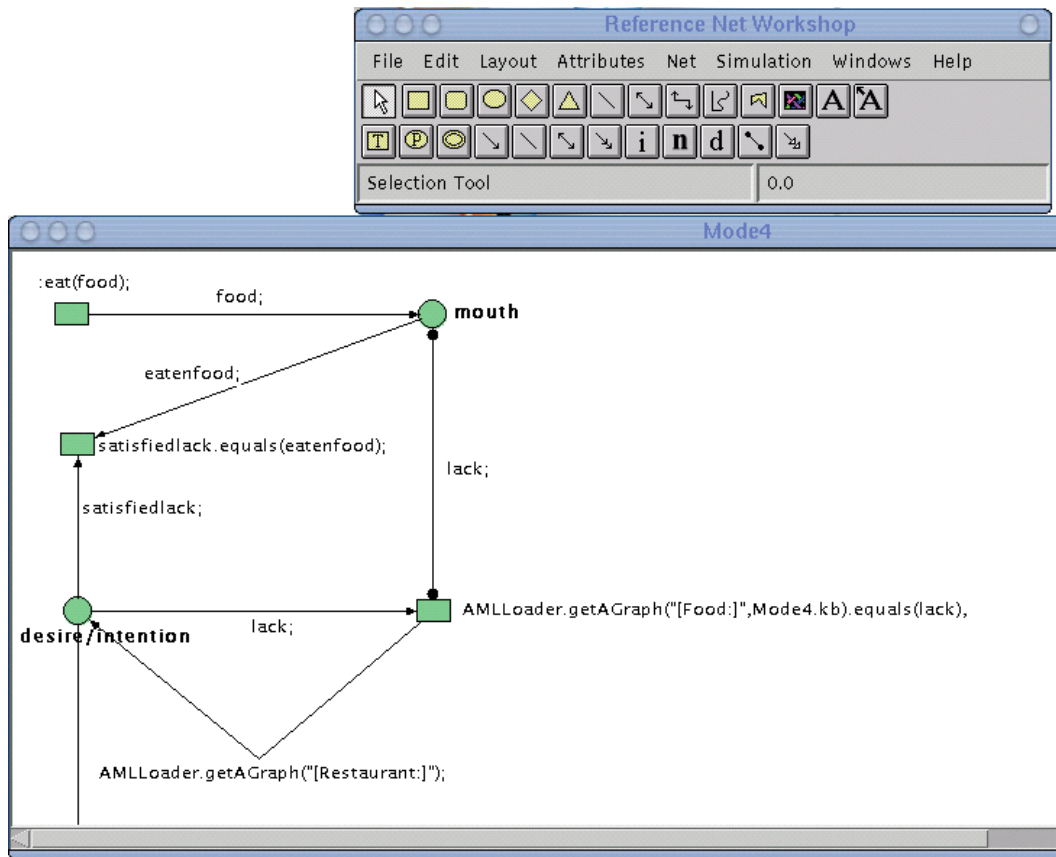 Reference Net Workshop
File Edit Layout Attributes Net Simulation Windows Help
A A
T P i n d
Selection Tool 0.0
Mode4
:eat(food);
food;
mouth
eatenfood;
satisfiedlack.equals(eatenfood);
lack;
satisfiedlack;
AMLLoader.getAGraph("[Food:]",Mode4.kb).equals(lack),
lack;
desire/intention
AMLLoader.getAGraph("[Restaurant:]");